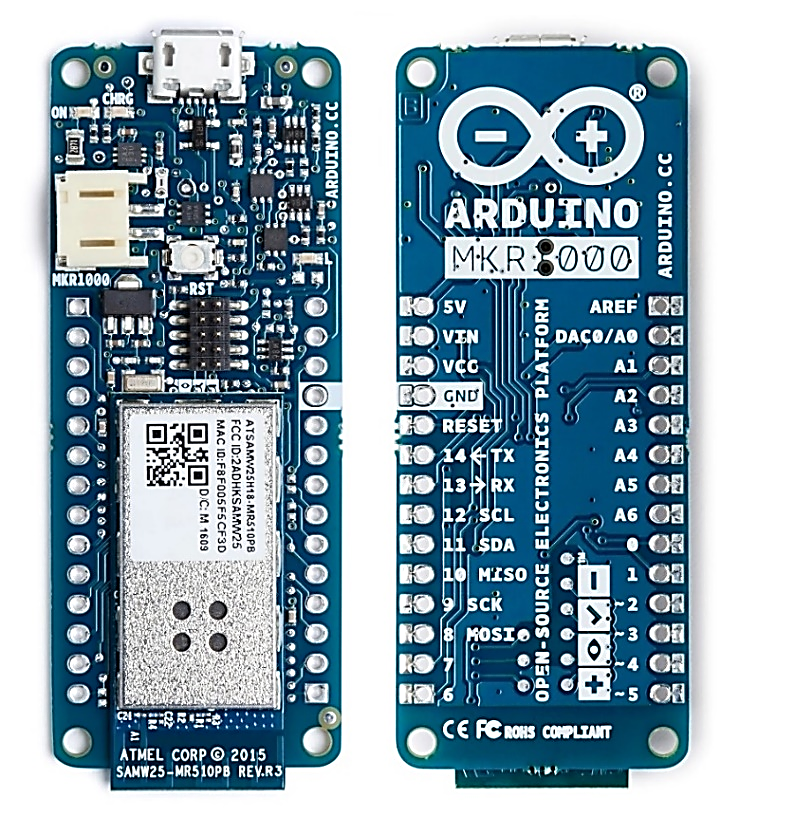 ON
CHRG
ARDUINO.CC
MKR1000
RST
L
ATSAMW25H18-MR510PB
FCC ID:2ADHKSAMW25
MAC ID:F8F005F5CF3D
D/C: M 1609
ATMEL CORP © 2015
SAMW25-MR510PB REV.R3
®
ARDUINO
MKR1000
ARDUINO.CC
5V
VIN
VCC
GND
RESET
14←TX
13→RX
12 SCL
11 SDA
10 MISO
9 SCK
8 MOSI
7
6
OPEN-SOURCE ELECTRONICS PLATFORM
AREF
DAC0/A0
A1
A2
A3
A4
A5
A6
0
1
~2
~3
~4
~5
CE FC ROHS COMPLIANT